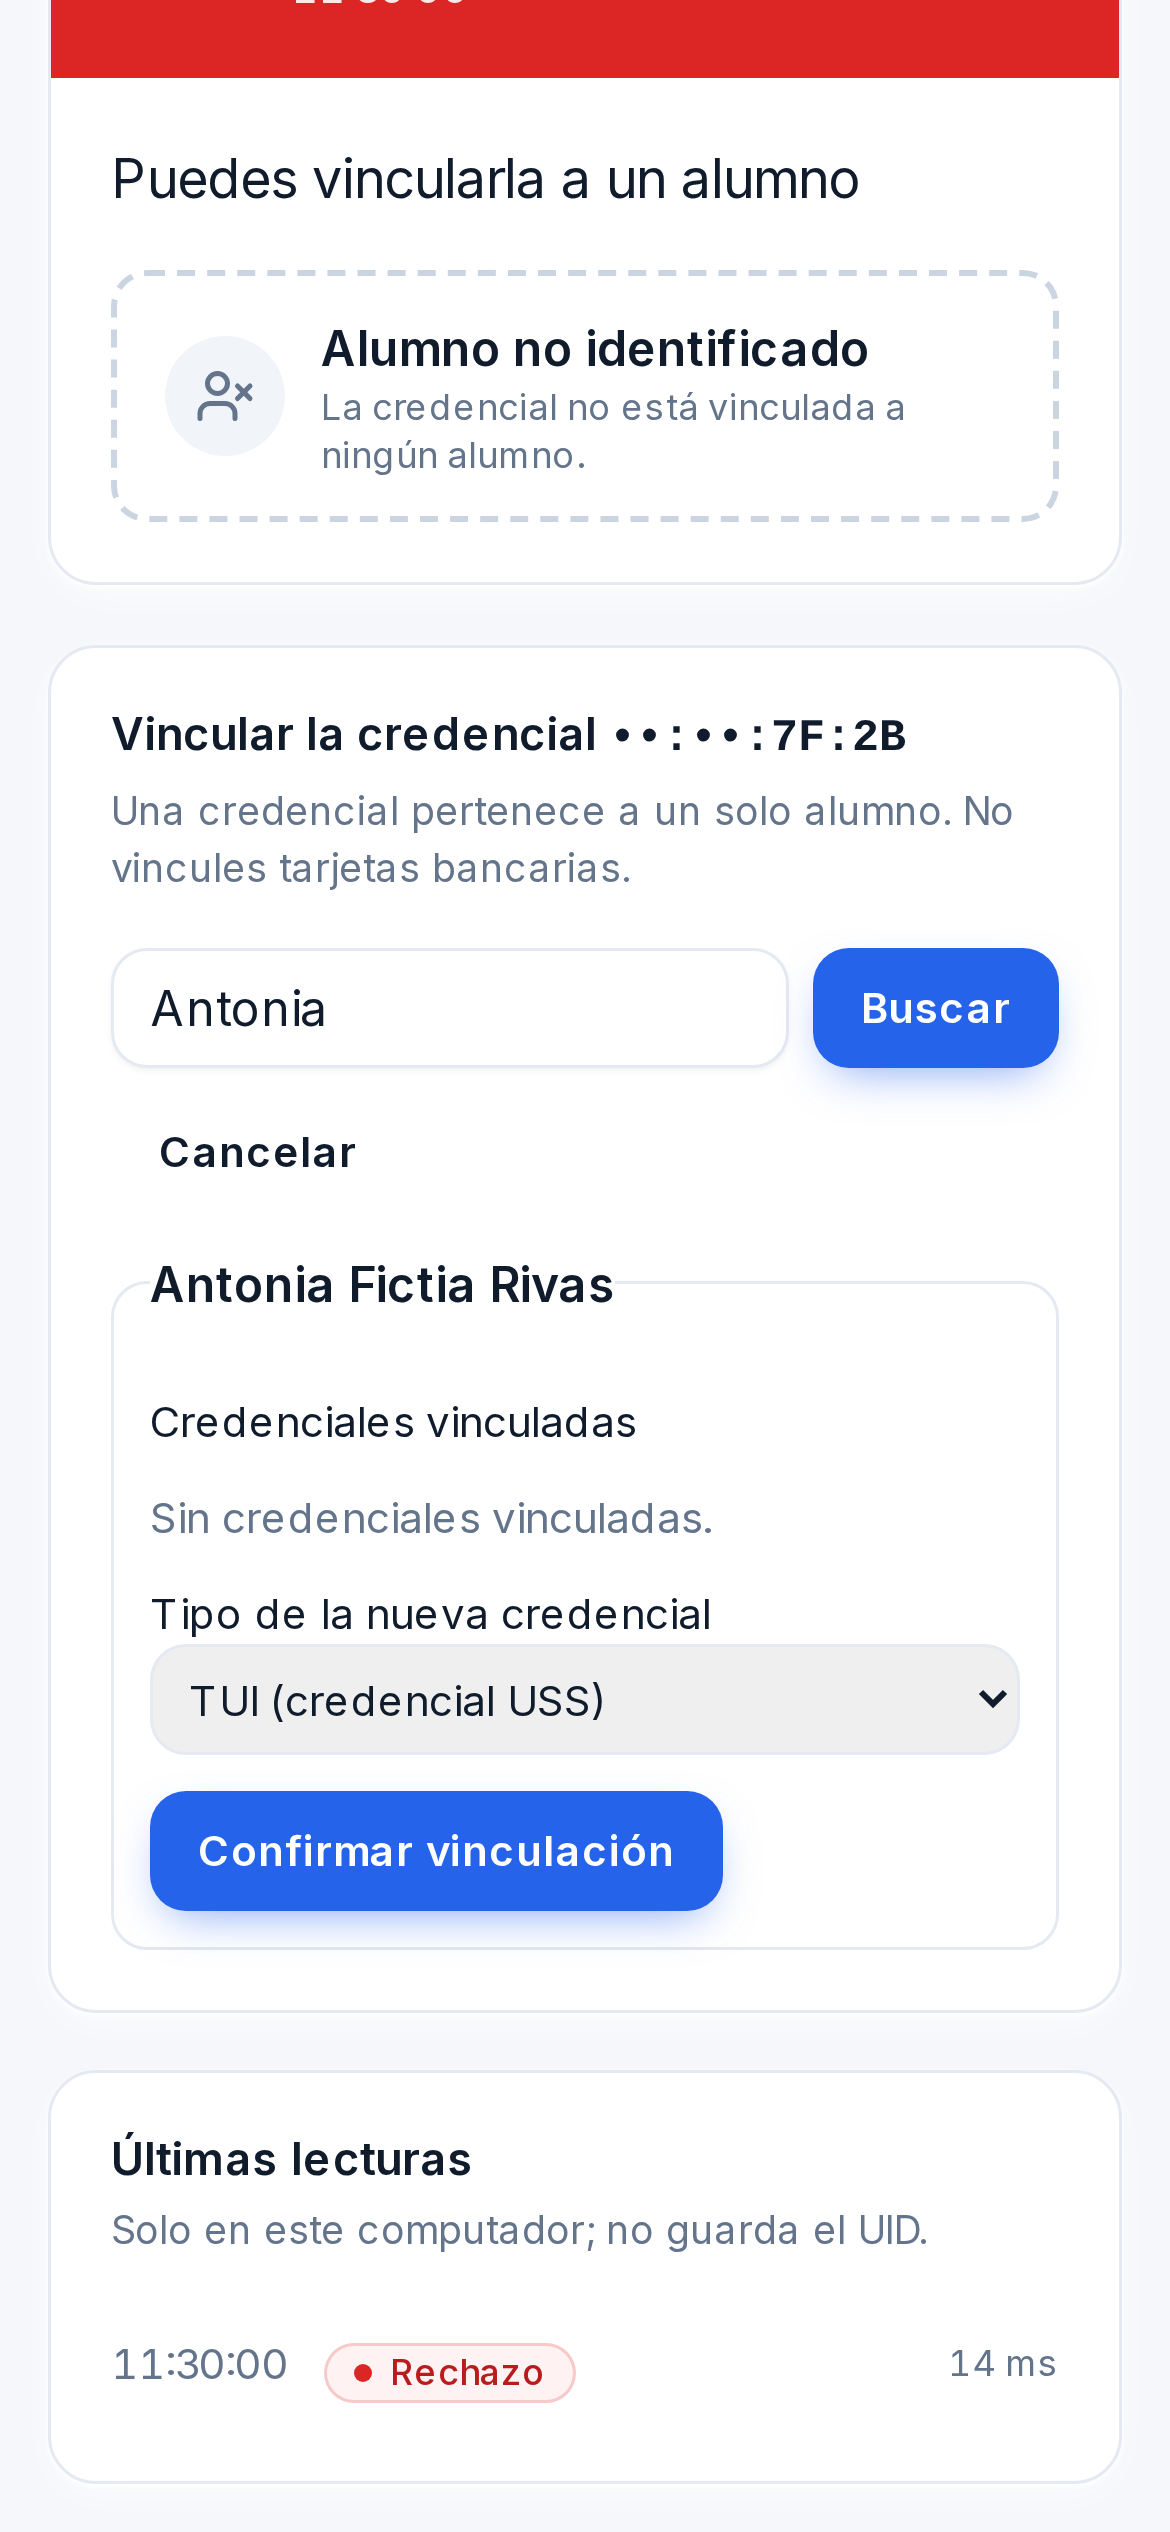 Puedes vincularla a un alumno
Alumno no identificado
La credencial no está vinculada a
ningún alumno.
Vincular la credencial ••:••:7F:2B
Una credencial pertenece a un solo alumno. No
vincules tarjetas bancarias.
Antonia
Buscar
Cancelar
Antonia Fictia Rivas
Credenciales vinculadas
Sin credenciales vinculadas.
Tipo de la nueva credencial
TUI (credencial USS)
Confirmar vinculación
Últimas lecturas
Solo en este computador; no guarda el UID.
11:30:00 Rechazo 14 ms